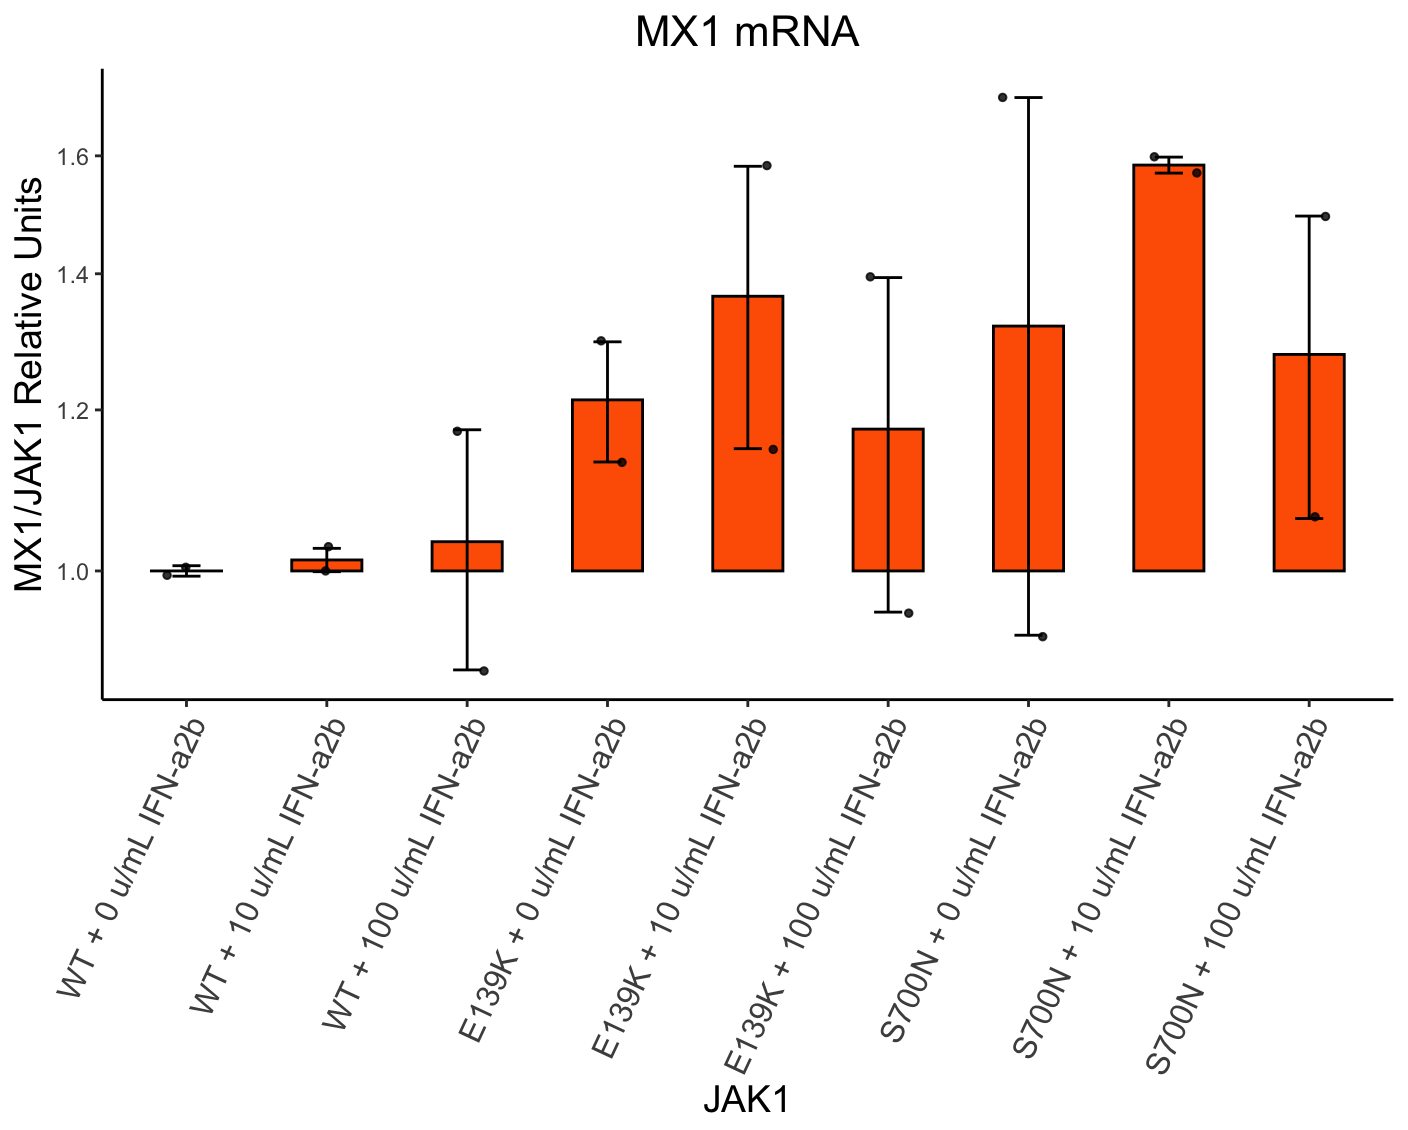 MX1 mRNA
MX1/JAK1 Relative Units
1.6
1.4
1.2
1.0
WT + 0 u/mL IFN-a2b
WT + 10 u/mL IFN-a2b
WT + 100 u/mL IFN-a2b
E139K + 0 u/mL IFN-a2b
E139K + 10 u/mL IFN-a2b
E139K + 100 u/mL IFN-a2b
S700N + 0 u/mL IFN-a2b
S700N + 10 u/mL IFN-a2b
S700N + 100 u/mL IFN-a2b
JAK1